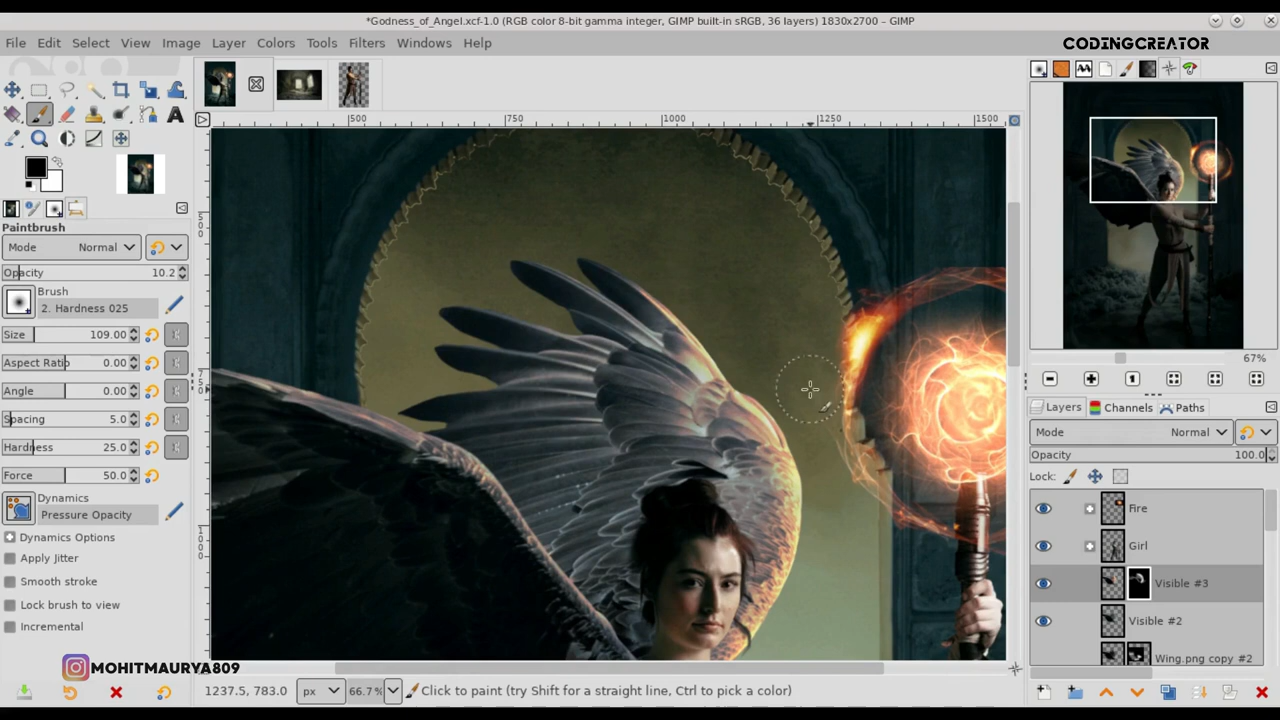 *Godness_of_Angel.xcf-1.0 (RGB color 8-bit gamma integer, GIMP built-in sRGB, 36 layers) 1830x2700 – GIMP
File Edit Select View Image Layer Colors Tools Filters Windows Help
CODINGCREATOR
500 750 1000 1250 1500
Paintbrush
Mode Normal
Opacity 10.2
Brush
2. Hardness 025
Size 109.00
Aspect Ratio 0.00
Angle 0.00
Spacing 5.0
Hardness 25.0
Force 50.0
Dynamics
Pressure Opacity
Dynamics Options
Apply Jitter
Smooth stroke
Lock brush to view
Incremental
MOHITMAURYA809
500
750
1000
67%
Layers Channels Paths
Mode Normal
Opacity 100.0
Lock:
Fire
Girl
Visible #3
Visible #2
Wing.png copy #2
1237.5, 783.0 px 66.7% Click to paint (try Shift for a straight line, Ctrl to pick a color)